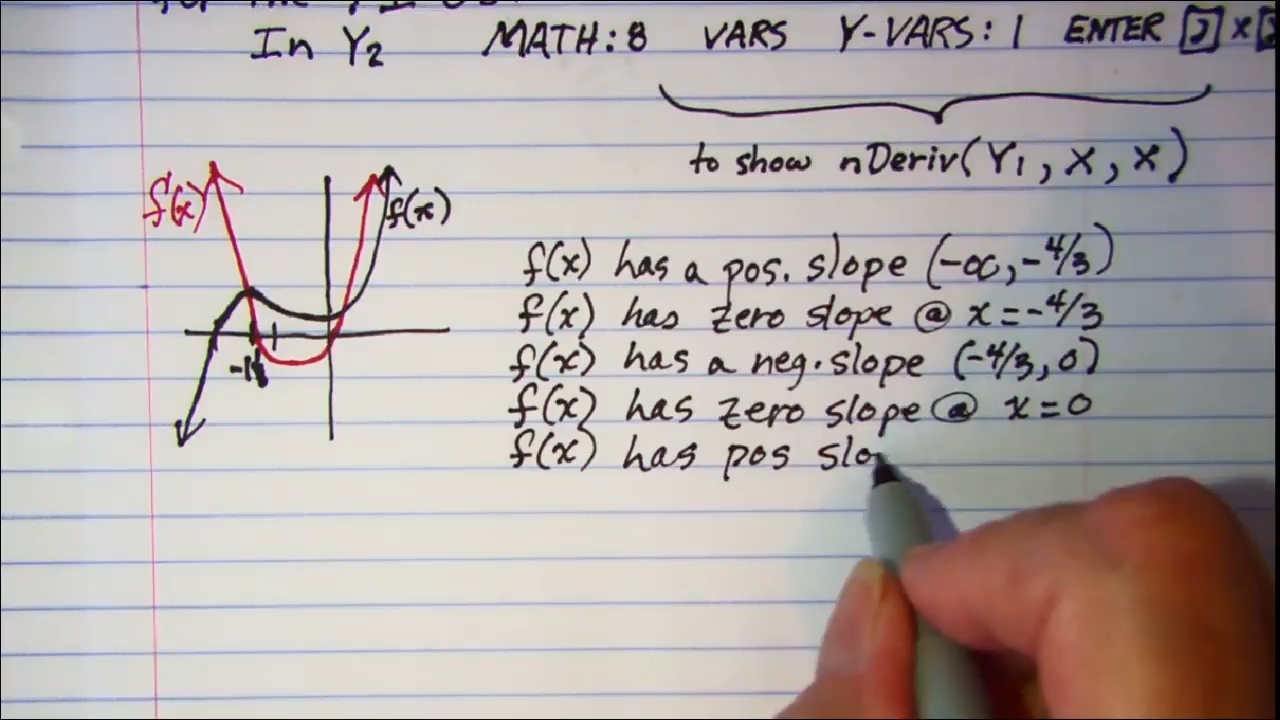 In Y2 MATH:8 VARS Y-VARS:1 ENTER [,] X
to show nDeriv(Y1, X, X)
f'(x)
f(x)
f(x) has a pos. slope (-∞, -4/3)
f(x) has zero slope @ x=-4/3
f(x) has a neg. slope (-4/3, 0)
f(x) has zero slope @ x=0
f(x) has pos slo